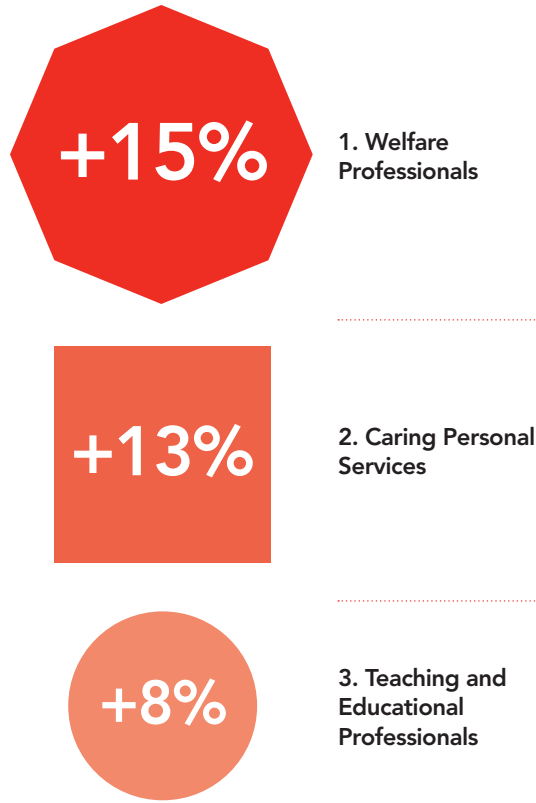 +15%
1. Welfare
Professionals
+13%
2. Caring Personal
Services
+8%
3. Teaching and
Educational
Professionals